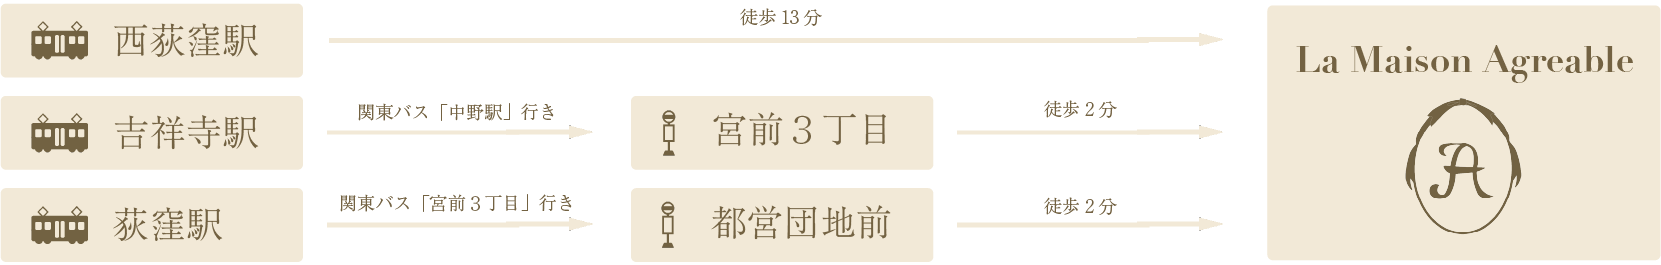 西荻窪駅
徒歩 13 分
吉祥寺駅
関東バス「中野駅」行き
宮前３丁目
徒歩 2 分
荻窪駅
関東バス「宮前３丁目」行き
都営団地前
徒歩 2 分
La Maison Agreable
A